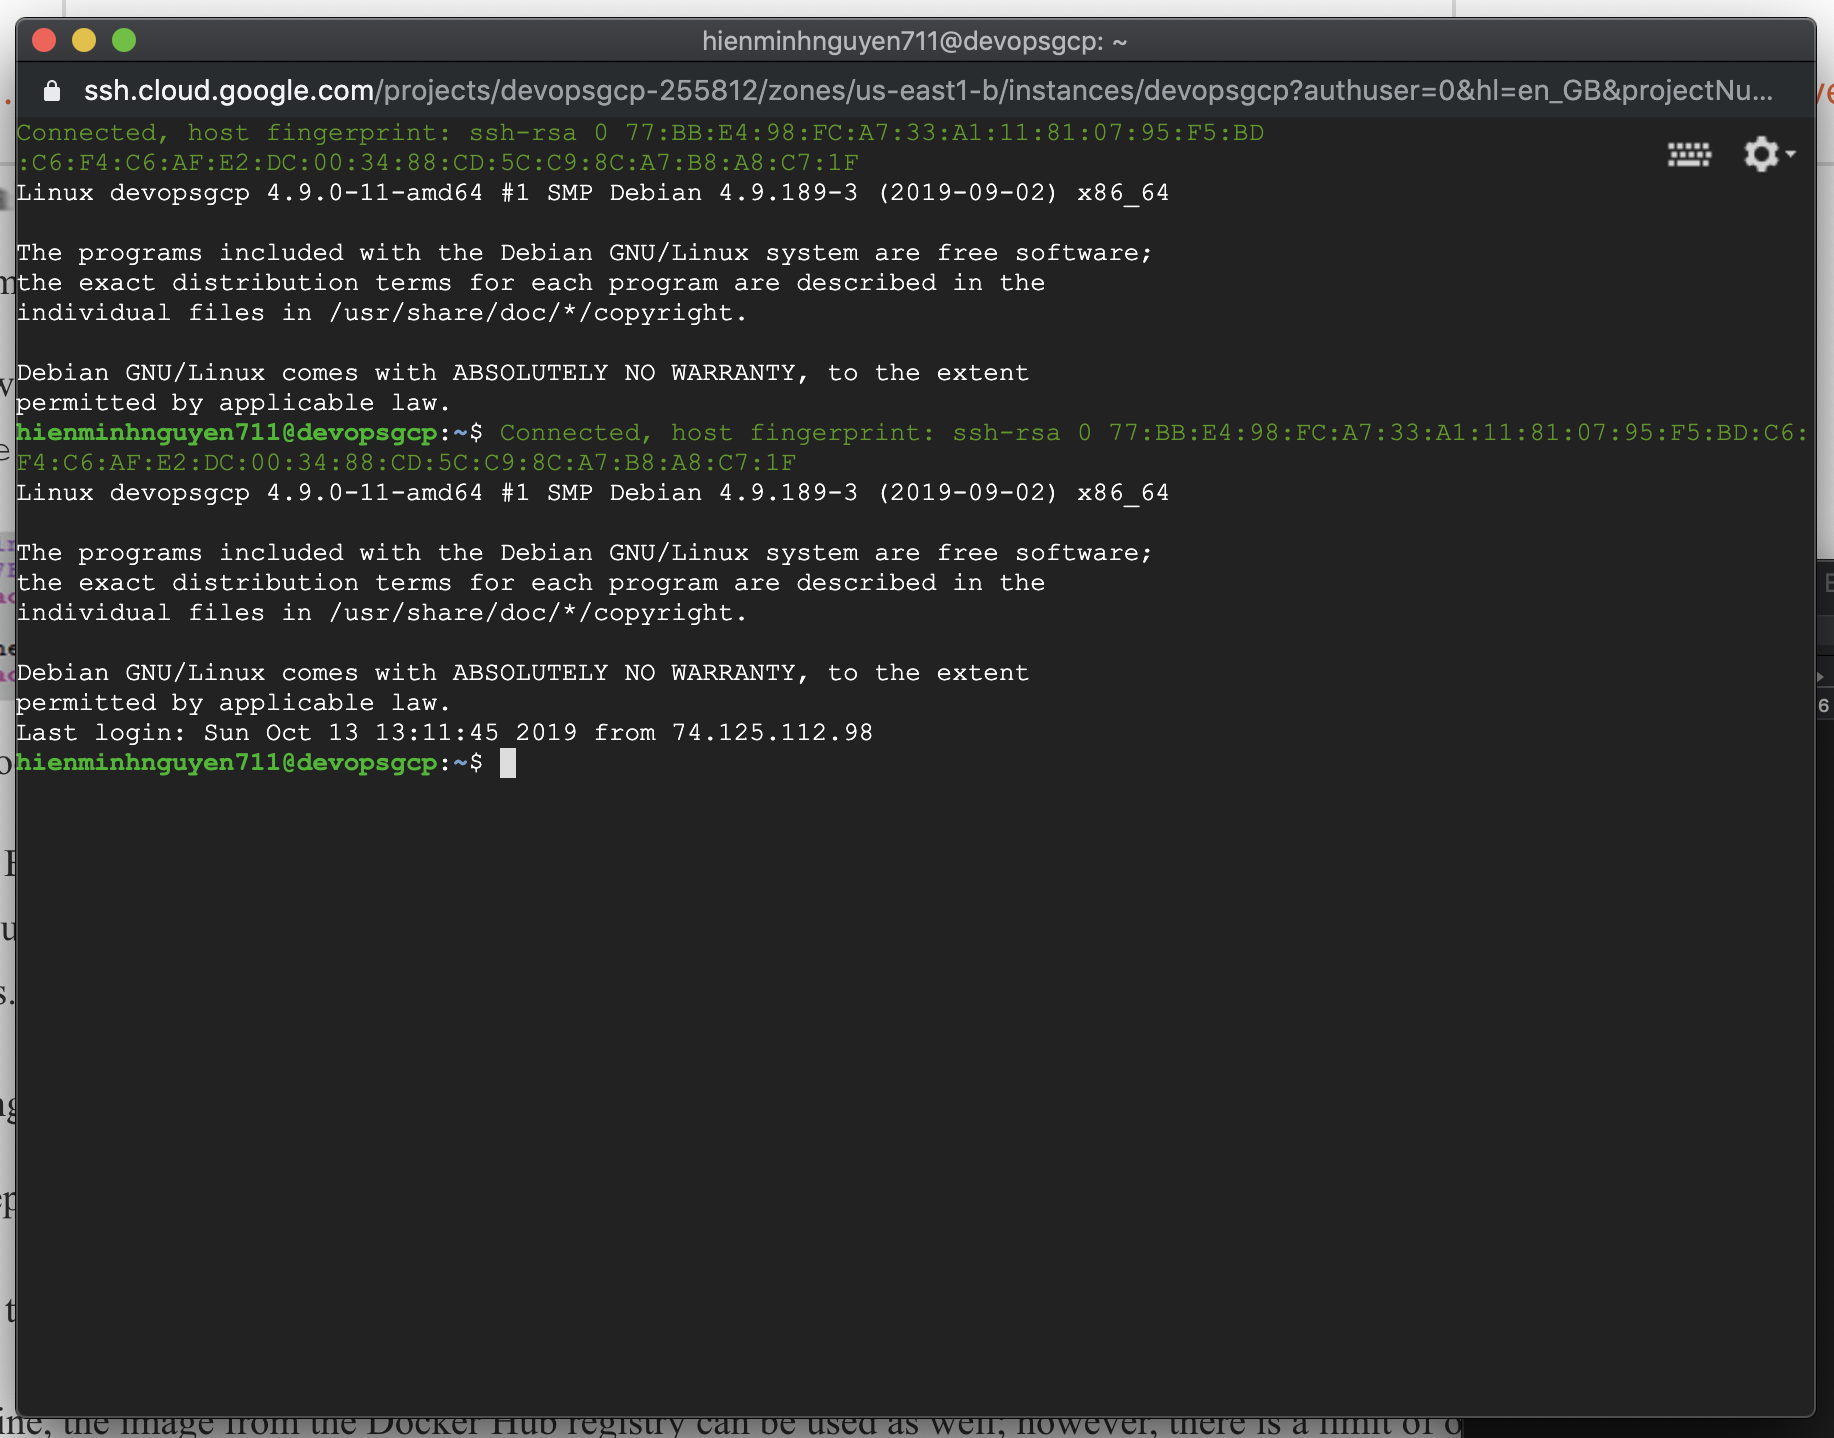 hienminhnguyen711@devopsgcp: ~
ssh.cloud.google.com/projects/devopsgcp-255812/zones/us-east1-b/instances/devopsgcp?authuser=0&hl=en_GB&projectNu...
Connected, host fingerprint: ssh-rsa 0 77:BB:E4:98:FC:A7:33:A1:11:81:07:95:F5:BD
:C6:F4:C6:AF:E2:DC:00:34:88:CD:5C:C9:8C:A7:B8:A8:C7:1F
Linux devopsgcp 4.9.0-11-amd64 #1 SMP Debian 4.9.189-3 (2019-09-02) x86_64
The programs included with the Debian GNU/Linux system are free software;
the exact distribution terms for each program are described in the
individual files in /usr/share/doc/*/copyright.
Debian GNU/Linux comes with ABSOLUTELY NO WARRANTY, to the extent
permitted by applicable law.
hienminhnguyen711@devopsgcp:~$ Connected, host fingerprint: ssh-rsa 0 77:BB:E4:98:FC:A7:33:A1:11:81:07:95:F5:BD:C6:
F4:C6:AF:E2:DC:00:34:88:CD:5C:C9:8C:A7:B8:A8:C7:1F
Linux devopsgcp 4.9.0-11-amd64 #1 SMP Debian 4.9.189-3 (2019-09-02) x86_64
The programs included with the Debian GNU/Linux system are free software;
the exact distribution terms for each program are described in the
individual files in /usr/share/doc/*/copyright.
Debian GNU/Linux comes with ABSOLUTELY NO WARRANTY, to the extent
permitted by applicable law.
Last login: Sun Oct 13 13:11:45 2019 from 74.125.112.98
hienminhnguyen711@devopsgcp:~$
the image from the Docker Hub registry can be used as well; however, there is a limit of